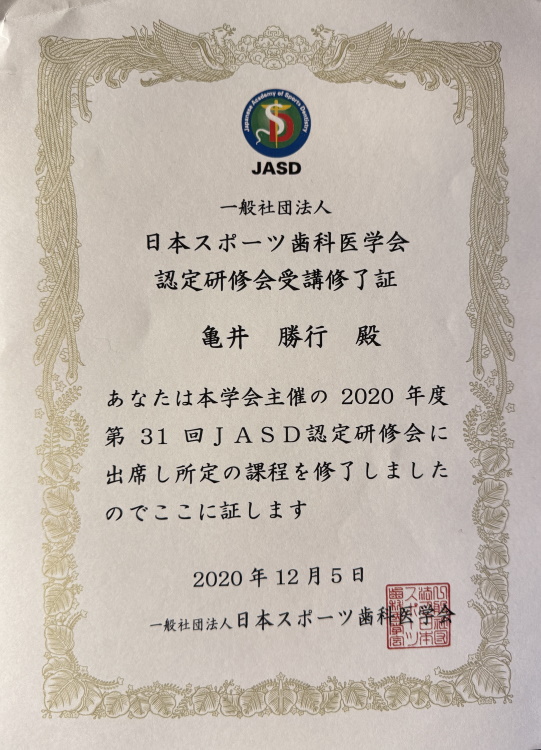 Japanese Academy of Sports Dentistry
SD
JASD
一般社団法人
日本スポーツ歯科医学会
認定研修会受講修了証
亀井 勝行 殿
あなたは本学会主催の 2020 年度
第 31 回ＪＡＳＤ認定研修会に
出席し所定の課程を修了しました
のでここに証します
2020 年 12 月 5 日
一般社団法人日本スポーツ歯科医学会